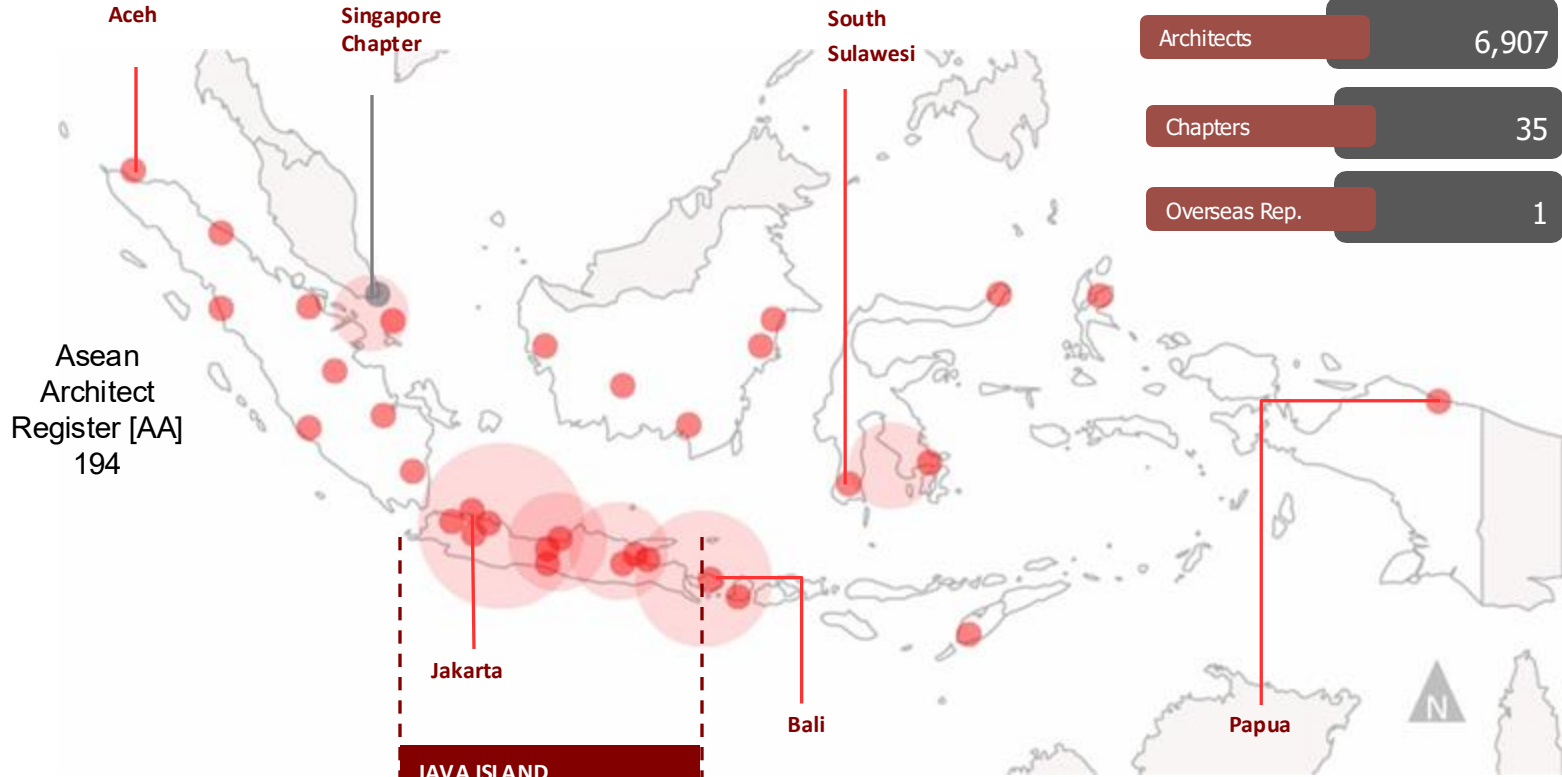 Aceh
Singapore
Chapter
South
Sulawesi
Architects 6,907
Chapters 35
Overseas Rep. 1
Asean
Architect
Register [AA]
194
Jakarta
Bali
Papua
N
JAVA ISLAND